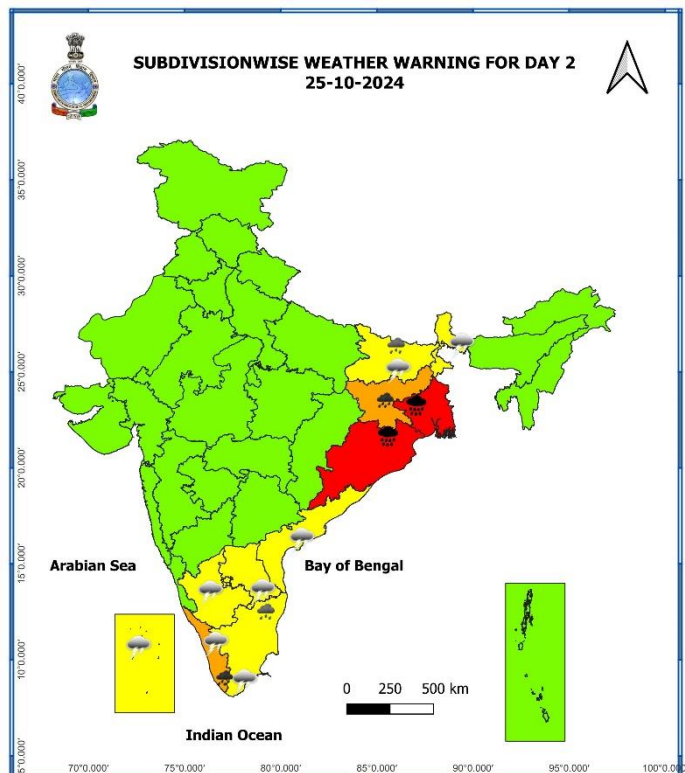 SUBDIVISIONWISE WEATHER WARNING FOR DAY 2
25-10-2024
40°0.000'
35°0.000'
30°0.000'
25°0.000'
20°0.000'
15°0.000'
10°0.000'
5°0.000'
Arabian Sea
Bay of Bengal
0 250 500 km
Indian Ocean
70°0.000' 75°0.000' 80°0.000' 85°0.000' 90°0.000' 95°0.000' 100°0.000'